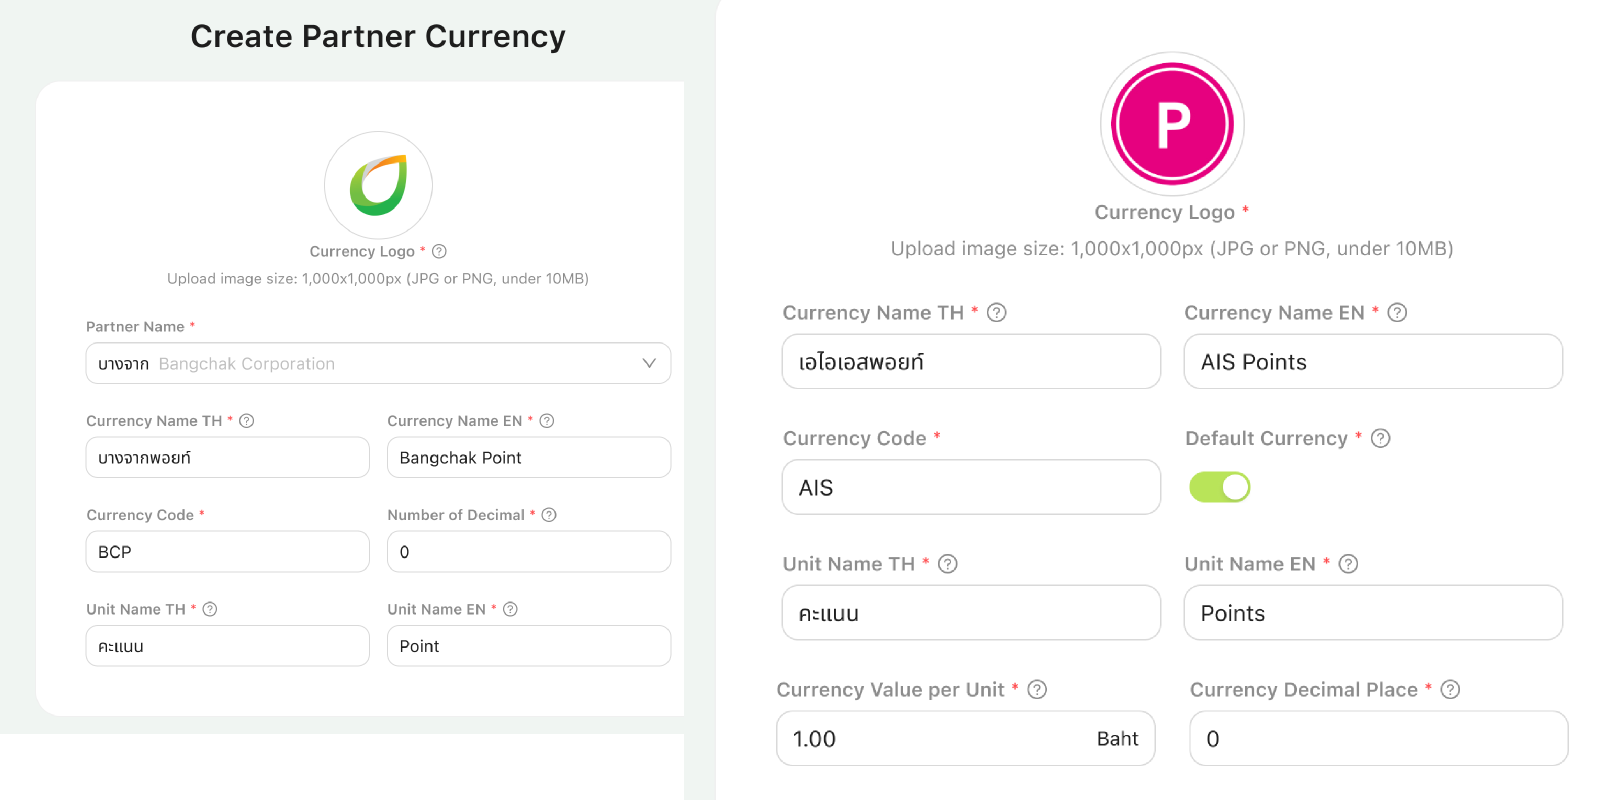 Create Partner Currency
Currency Logo *
Upload image size: 1,000x1,000px (JPG or PNG, under 10MB)
Partner Name *
บางจาก Bangchak Corporation
Currency Name TH * Currency Name EN *
บางจากพอยท์ Bangchak Point
Currency Code * Number of Decimal *
BCP 0
Unit Name TH * Unit Name EN *
คะแนน Point
P
Currency Logo *
Upload image size: 1,000x1,000px (JPG or PNG, under 10MB)
Currency Name TH * Currency Name EN *
เอไอเอสพอยท์ AIS Points
Currency Code * Default Currency *
AIS
Unit Name TH * Unit Name EN *
คะแนน Points
Currency Value per Unit * Currency Decimal Place *
1.00 Baht 0